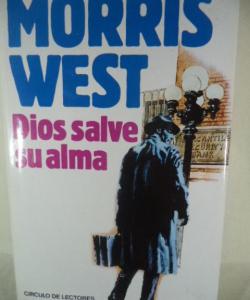 MORRIS
WEST
Dios salve
su alma
CIRCULO DE LECTORES